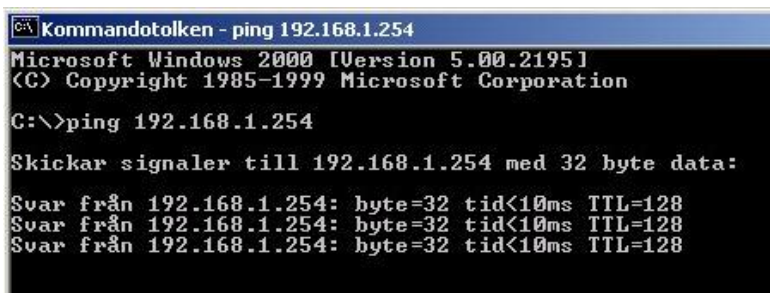 Kommandotolken - ping 192.168.1.254
Microsoft Windows 2000 [Version 5.00.2195]
(C) Copyright 1985-1999 Microsoft Corporation
C:\>ping 192.168.1.254
Skickar signaler till 192.168.1.254 med 32 byte data:
Svar från 192.168.1.254: byte=32 tid<10ms TTL=128
Svar från 192.168.1.254: byte=32 tid<10ms TTL=128
Svar från 192.168.1.254: byte=32 tid<10ms TTL=128